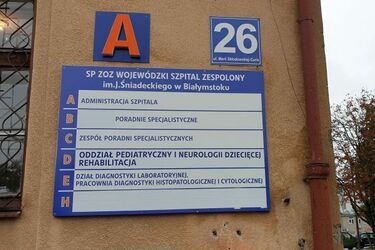 A
26
ul. Marii Skłodowskiej-Curie
SP ZOZ WOJEWÓDZKI SZPITAL ZESPOLONY
im.J.Śniadeckiego w Białymstoku
A ADMINISTRACJA SZPITALA
B PORADNIE SPECJALISTYCZNE
C ZESPÓŁ PORADNI SPECJALISTYCZNYCH
D ODDZIAŁ PEDIATRYCZNY I NEUROLOGII DZIECIĘCEJ
REHABILITACJA
E DZIAŁ DIAGNOSTYKI LABORATORYJNEJ,
PRACOWNIA DIAGNOSTYKI HISTOPATOLOGICZNEJ I CYTOLOGICZNEJ
H